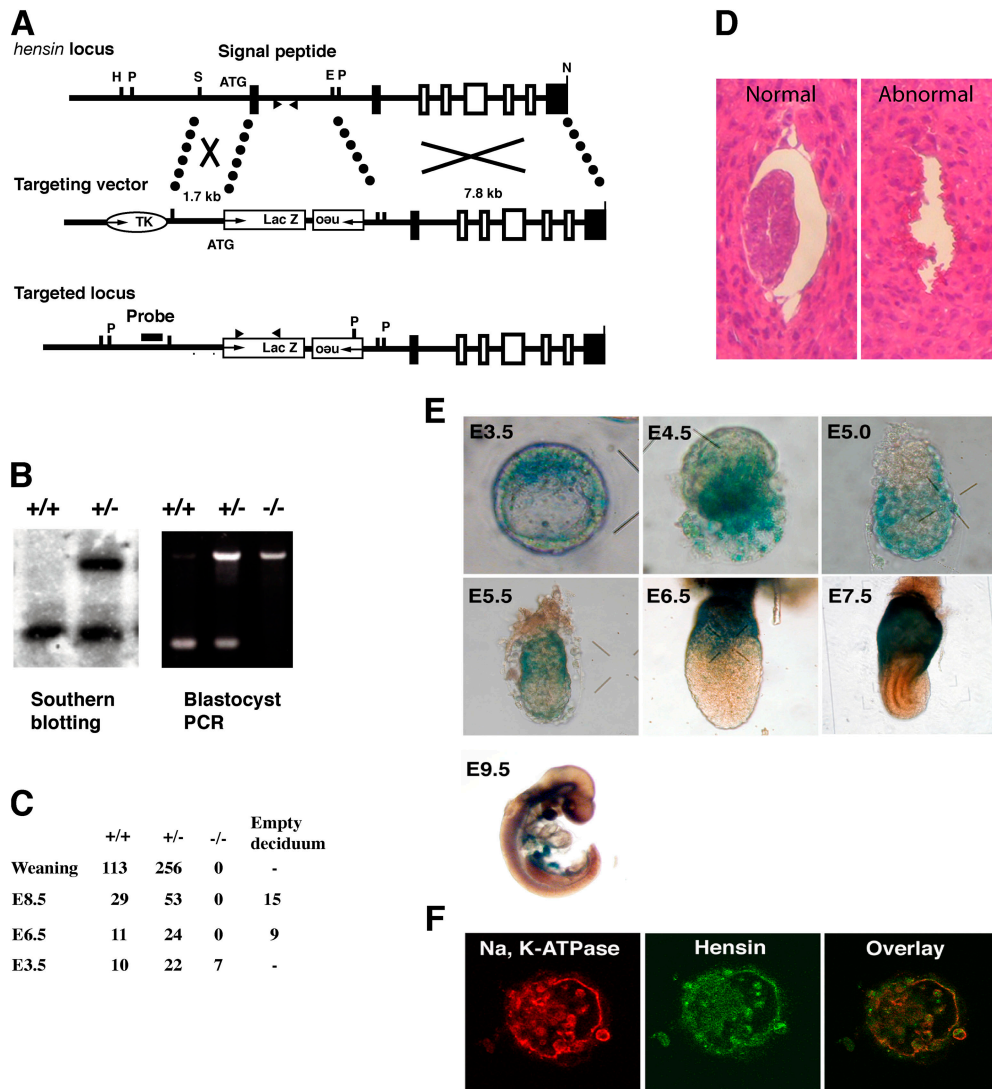 A
hensin locus
Signal peptide
H P S ATG E P N
Targeting vector
1.7 kb 7.8 kb
TK Lac Z neo
ATG
Targeted locus
Probe
P P P
Lac Z neo
B
+/+ +/- +/+ +/- -/-
Southern blotting
Blastocyst PCR
C
+/+ +/- -/- Empty deciduum
Weaning 113 256 0 -
E8.5 29 53 0 15
E6.5 11 24 0 9
E3.5 10 22 7 -
D
Normal Abnormal
E
E3.5 E4.5 E5.0
E5.5 E6.5 E7.5
E9.5
F
Na, K-ATPase Hensin Overlay